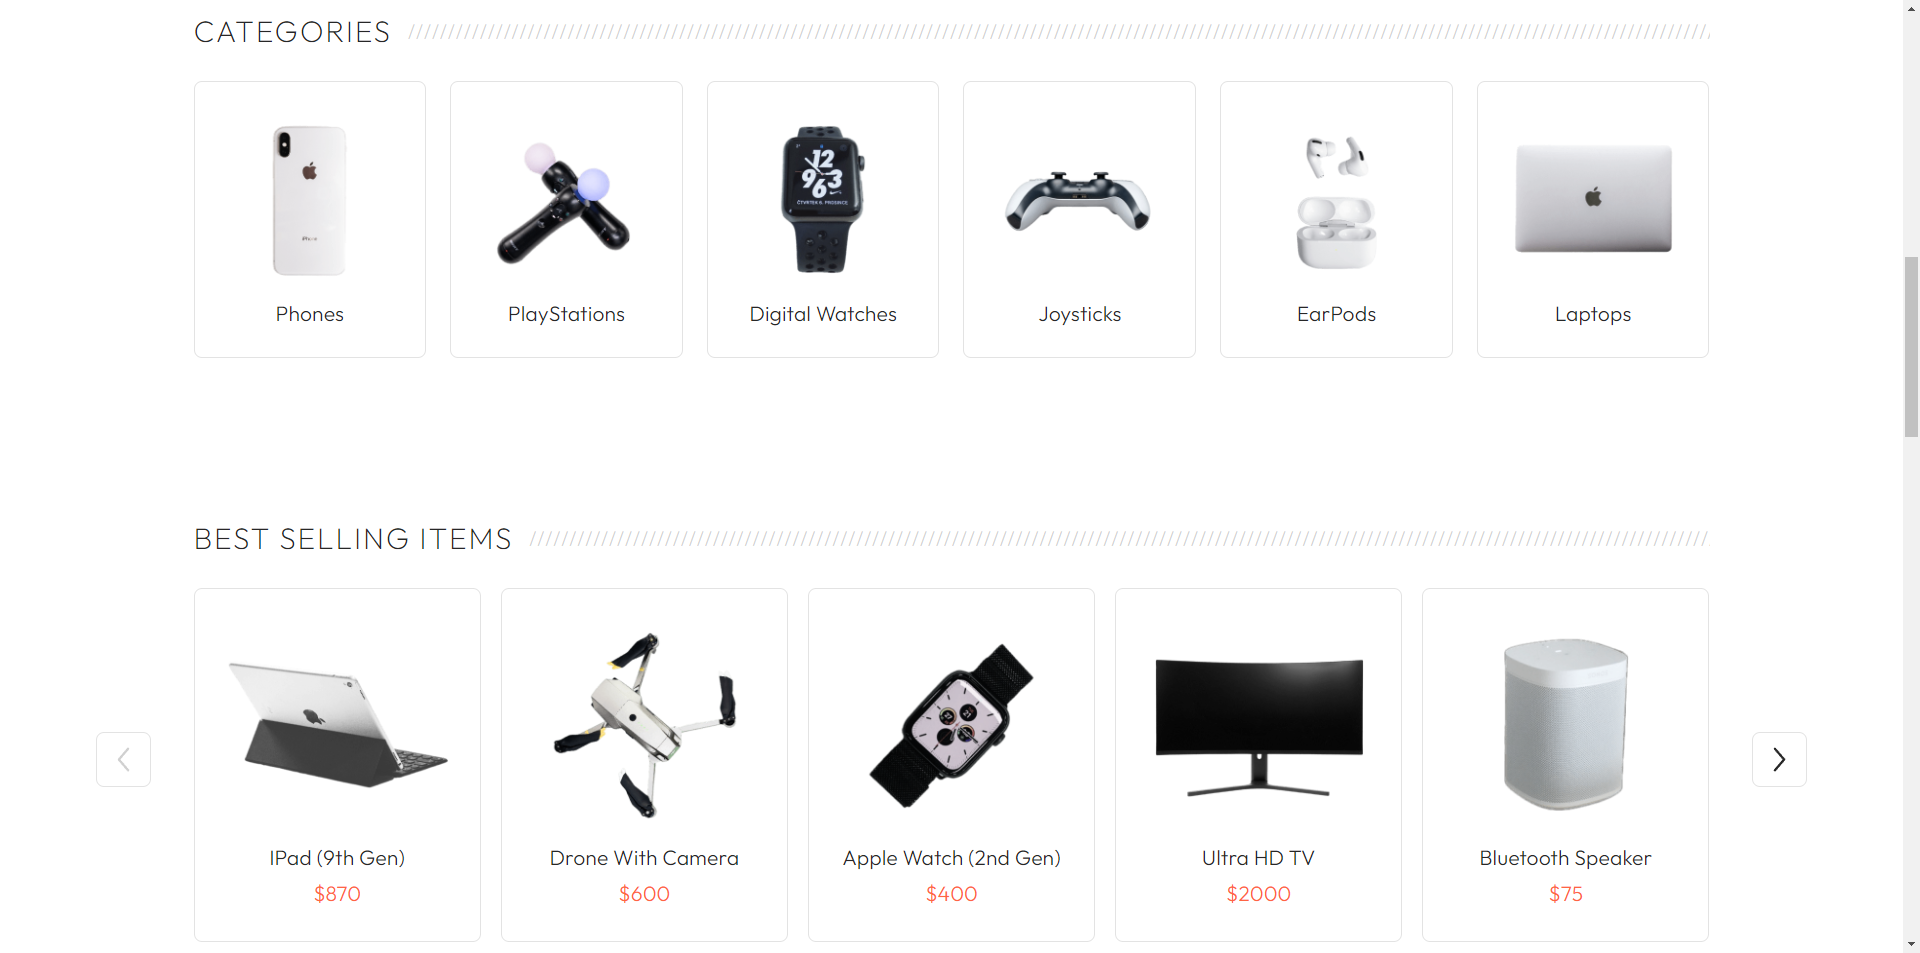 CATEGORIES
Phones
PlayStations
Digital Watches
Joysticks
EarPods
Laptops
BEST SELLING ITEMS
IPad (9th Gen)
$870
Drone With Camera
$600
Apple Watch (2nd Gen)
$400
Ultra HD TV
$2000
Bluetooth Speaker
$75